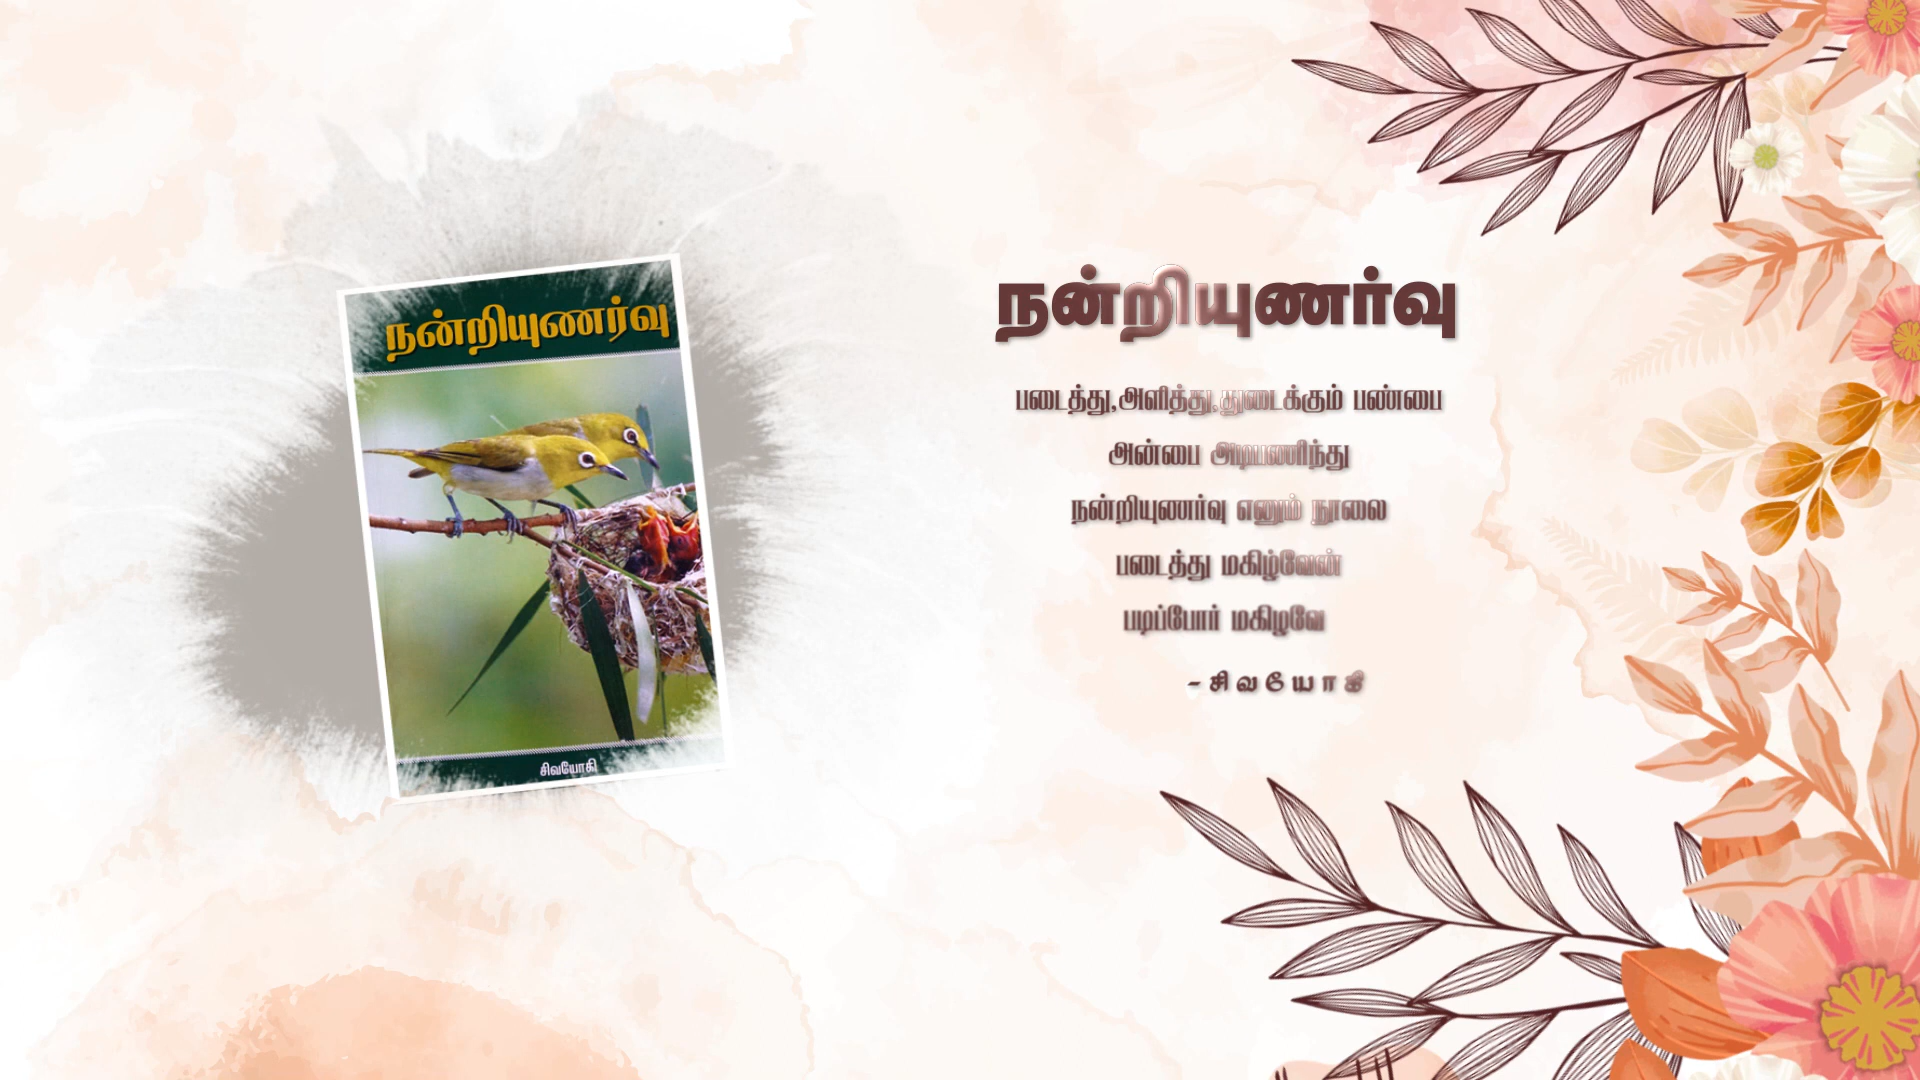 நன்றியுணர்வு
சிவயோகி
நன்றியுணர்வு
படைத்து,அளித்து,துடைக்கும் பண்பை
அன்பை அடிபணிந்து
நன்றியுணர்வு எனும் நூலை
படைத்து மகிழ்வேன்
படிப்போர் மகிழவே
- சிவயோகி